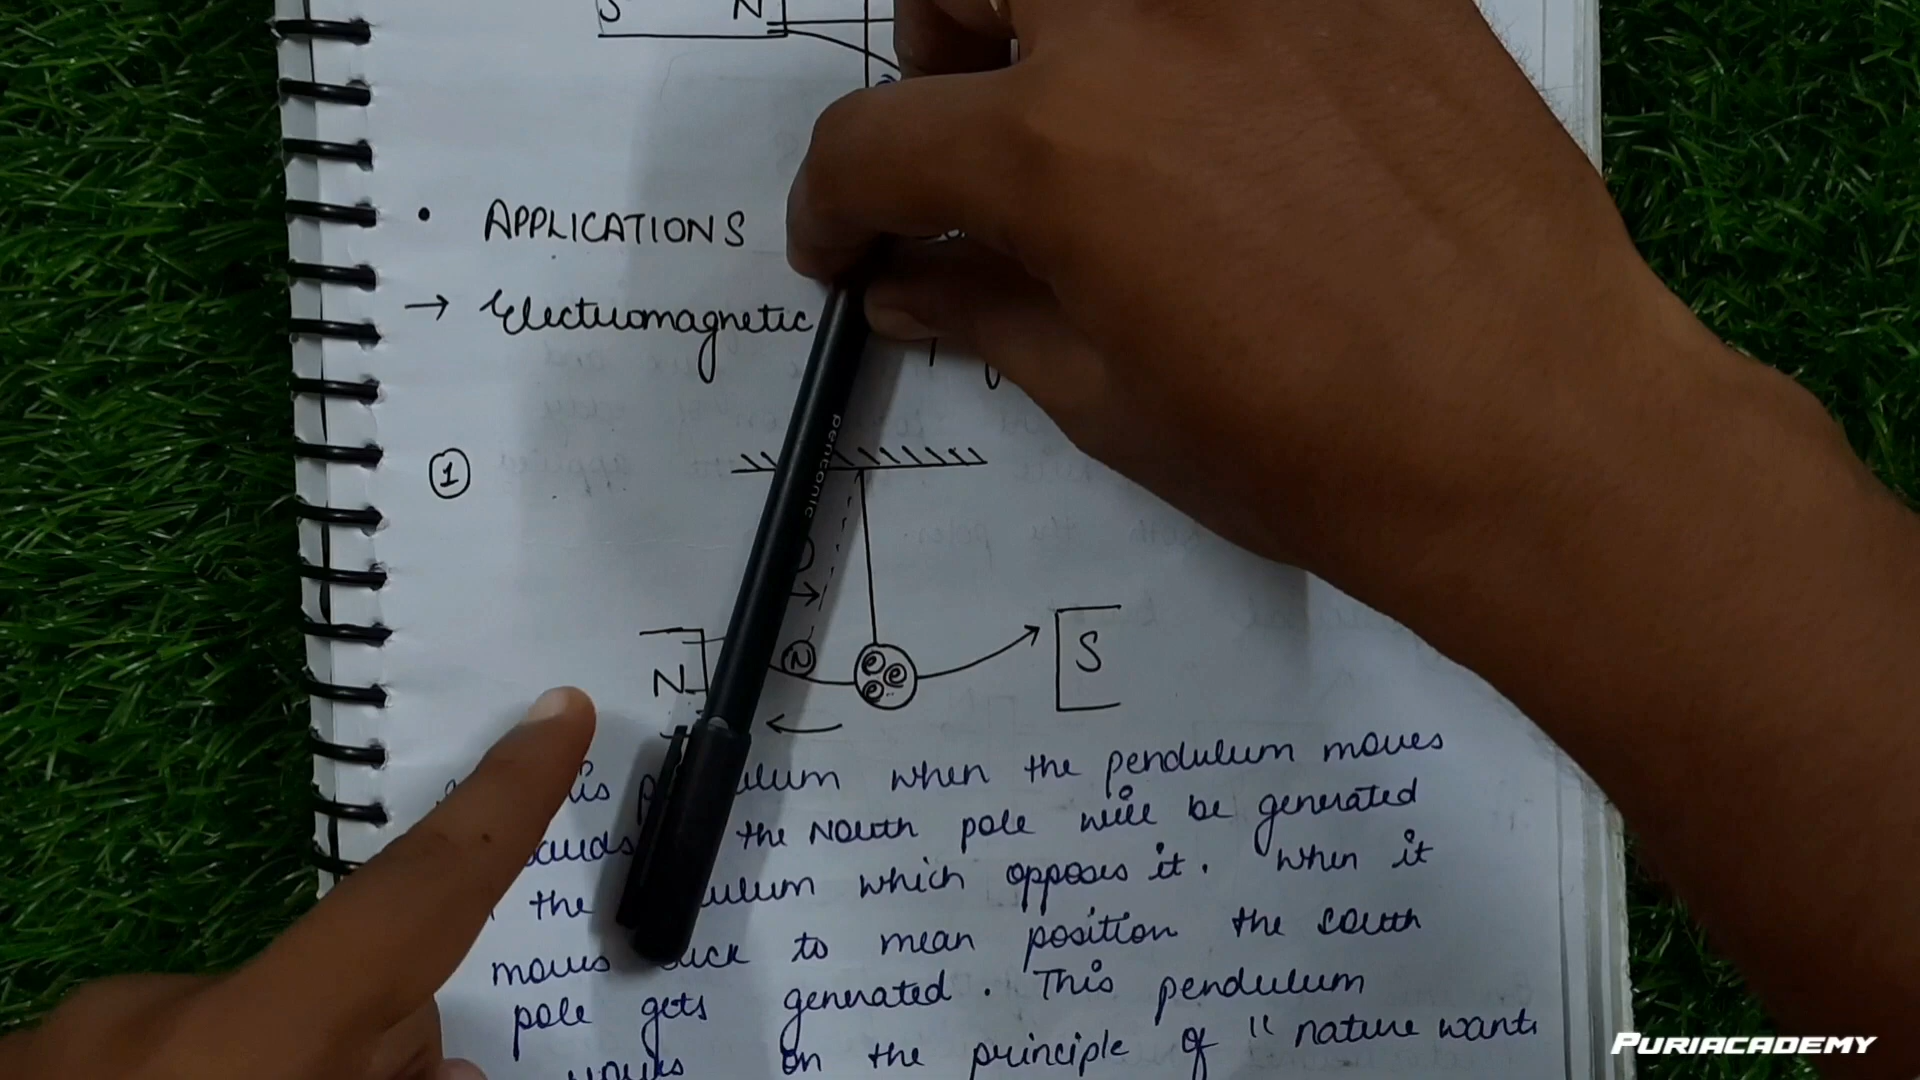 S N
• APPLICATIONS
→ Electromagnetic
pentonic
①
N N e e e S
ulum when the pendulum moves
the North pole will be generated
the ulum which opposes it. When it
moves to mean position the south
pole gets generated. This pendulum
on the principle of "nature wants
PURIACADEMY